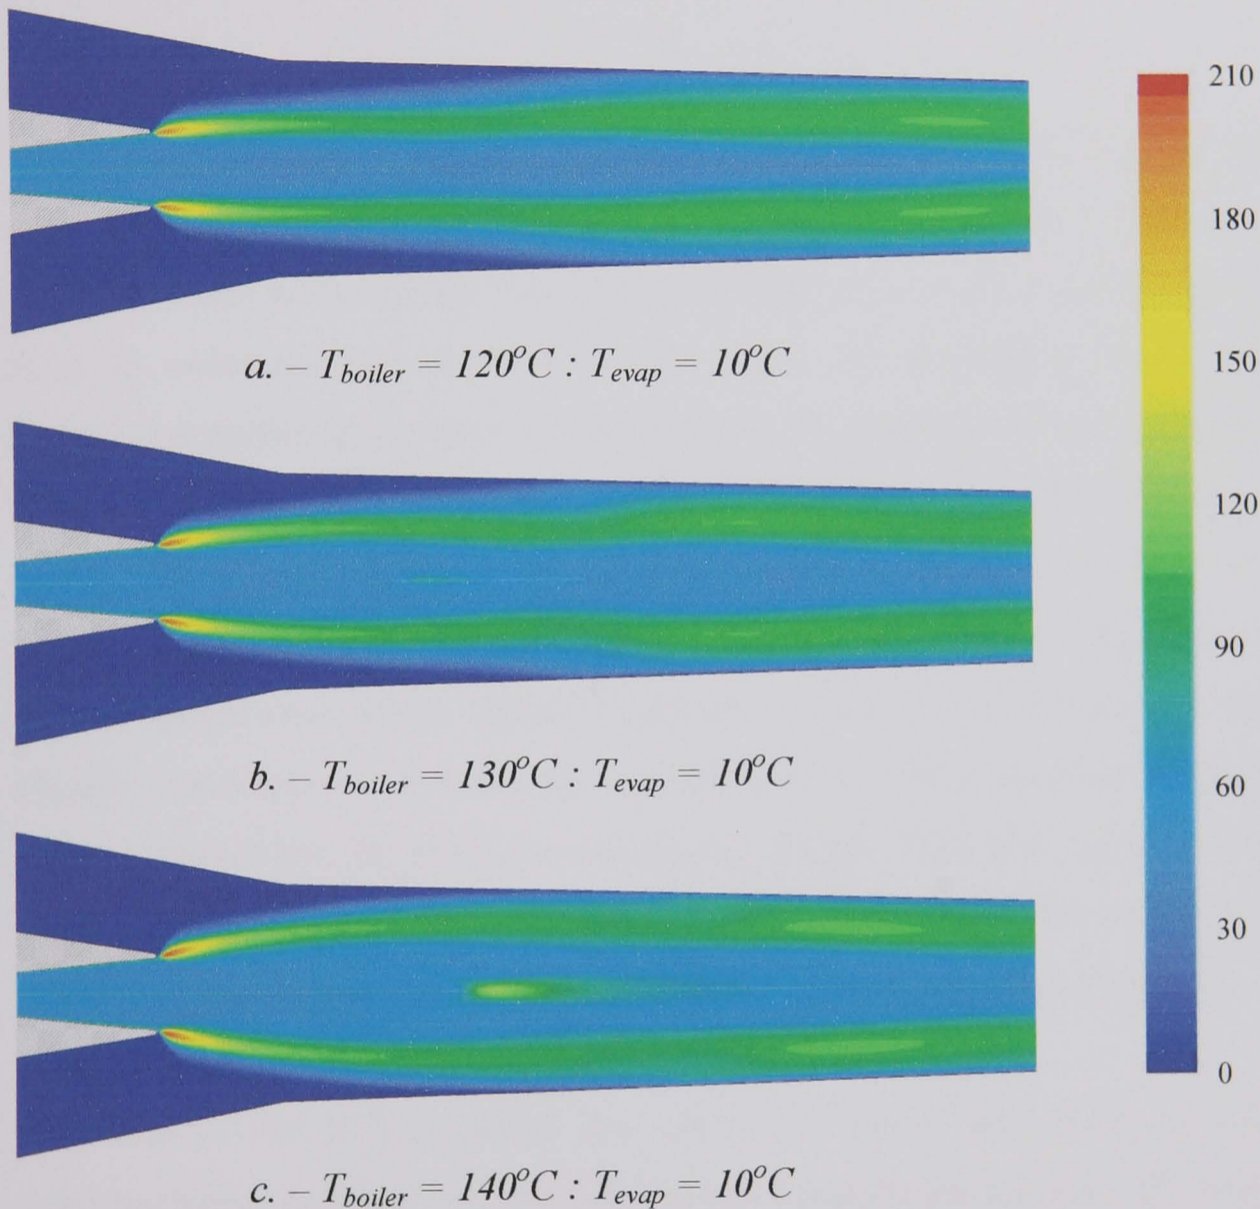 210
180
a. – T_boiler = 120°C : T_evap = 10°C
150
120
90
b. – T_boiler = 130°C : T_evap = 10°C
60
30
0
c. – T_boiler = 140°C : T_evap = 10°C